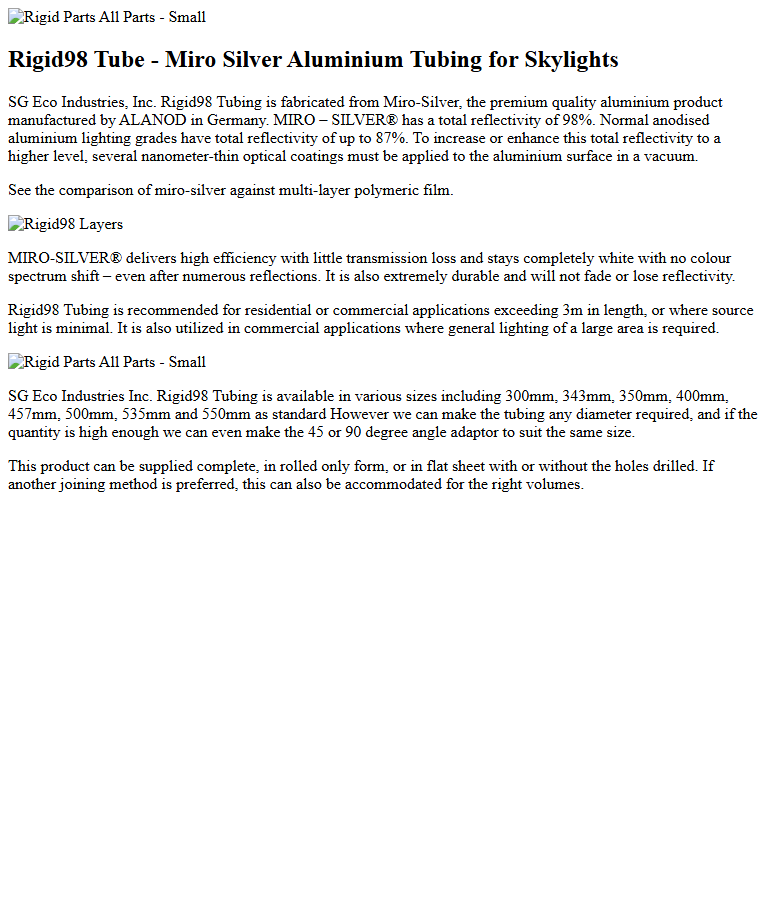 Rigid Parts All Parts - Small
Rigid98 Tube - Miro Silver Aluminium Tubing for Skylights
SG Eco Industries, Inc. Rigid98 Tubing is fabricated from Miro-Silver, the premium quality aluminium product
manufactured by ALANOD in Germany. MIRO – SILVER® has a total reflectivity of 98%. Normal anodised
aluminium lighting grades have total reflectivity of up to 87%. To increase or enhance this total reflectivity to a
higher level, several nanometer-thin optical coatings must be applied to the aluminium surface in a vacuum.
See the comparison of miro-silver against multi-layer polymeric film.
Rigid98 Layers
MIRO-SILVER® delivers high efficiency with little transmission loss and stays completely white with no colour
spectrum shift – even after numerous reflections. It is also extremely durable and will not fade or lose reflectivity.
Rigid98 Tubing is recommended for residential or commercial applications exceeding 3m in length, or where source
light is minimal. It is also utilized in commercial applications where general lighting of a large area is required.
Rigid Parts All Parts - Small
SG Eco Industries Inc. Rigid98 Tubing is available in various sizes including 300mm, 343mm, 350mm, 400mm,
457mm, 500mm, 535mm and 550mm as standard However we can make the tubing any diameter required, and if the
quantity is high enough we can even make the 45 or 90 degree angle adaptor to suit the same size.
This product can be supplied complete, in rolled only form, or in flat sheet with or without the holes drilled. If
another joining method is preferred, this can also be accommodated for the right volumes.